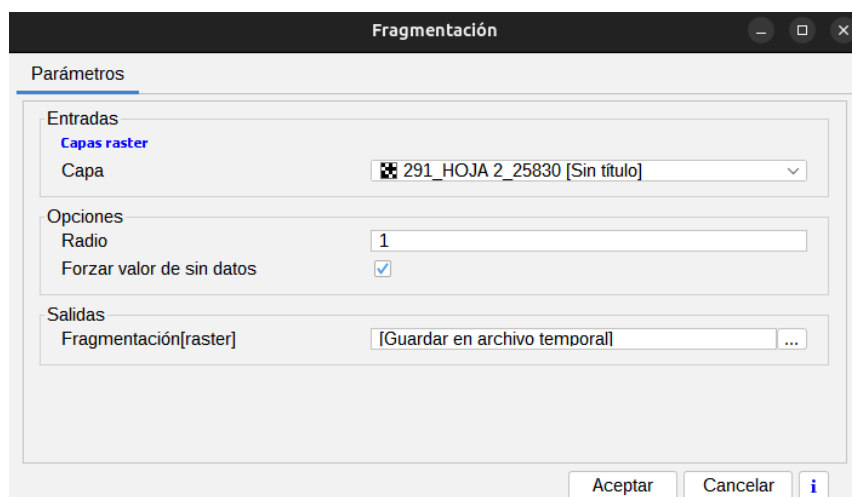 Fragmentación
Parámetros
Entradas
Capas raster
Capa
291_HOJA 2_25830 [Sin título]
Opciones
Radio
1
Forzar valor de sin datos
Salidas
Fragmentación[raster]
[Guardar en archivo temporal]
...
Aceptar
Cancelar
i